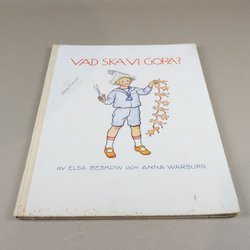 VAD SKA VI GÖRA?
AV ELSA BESKOW OCH ANNA WARBURG